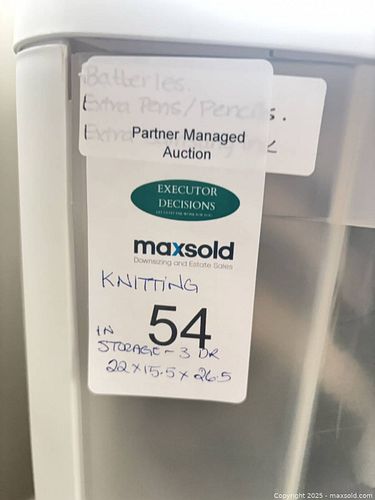 Batteries.
Extra Pens/Pencils.
Extra
Partner Managed
Auction
EXECUTOR
DECISIONS
maxsold
Downsizing and Estate Sales
KNITTING
54
IN
STORAGE - 3 DR
22 x 15.5 x 26.5
Copyright 2025 - maxsold.com